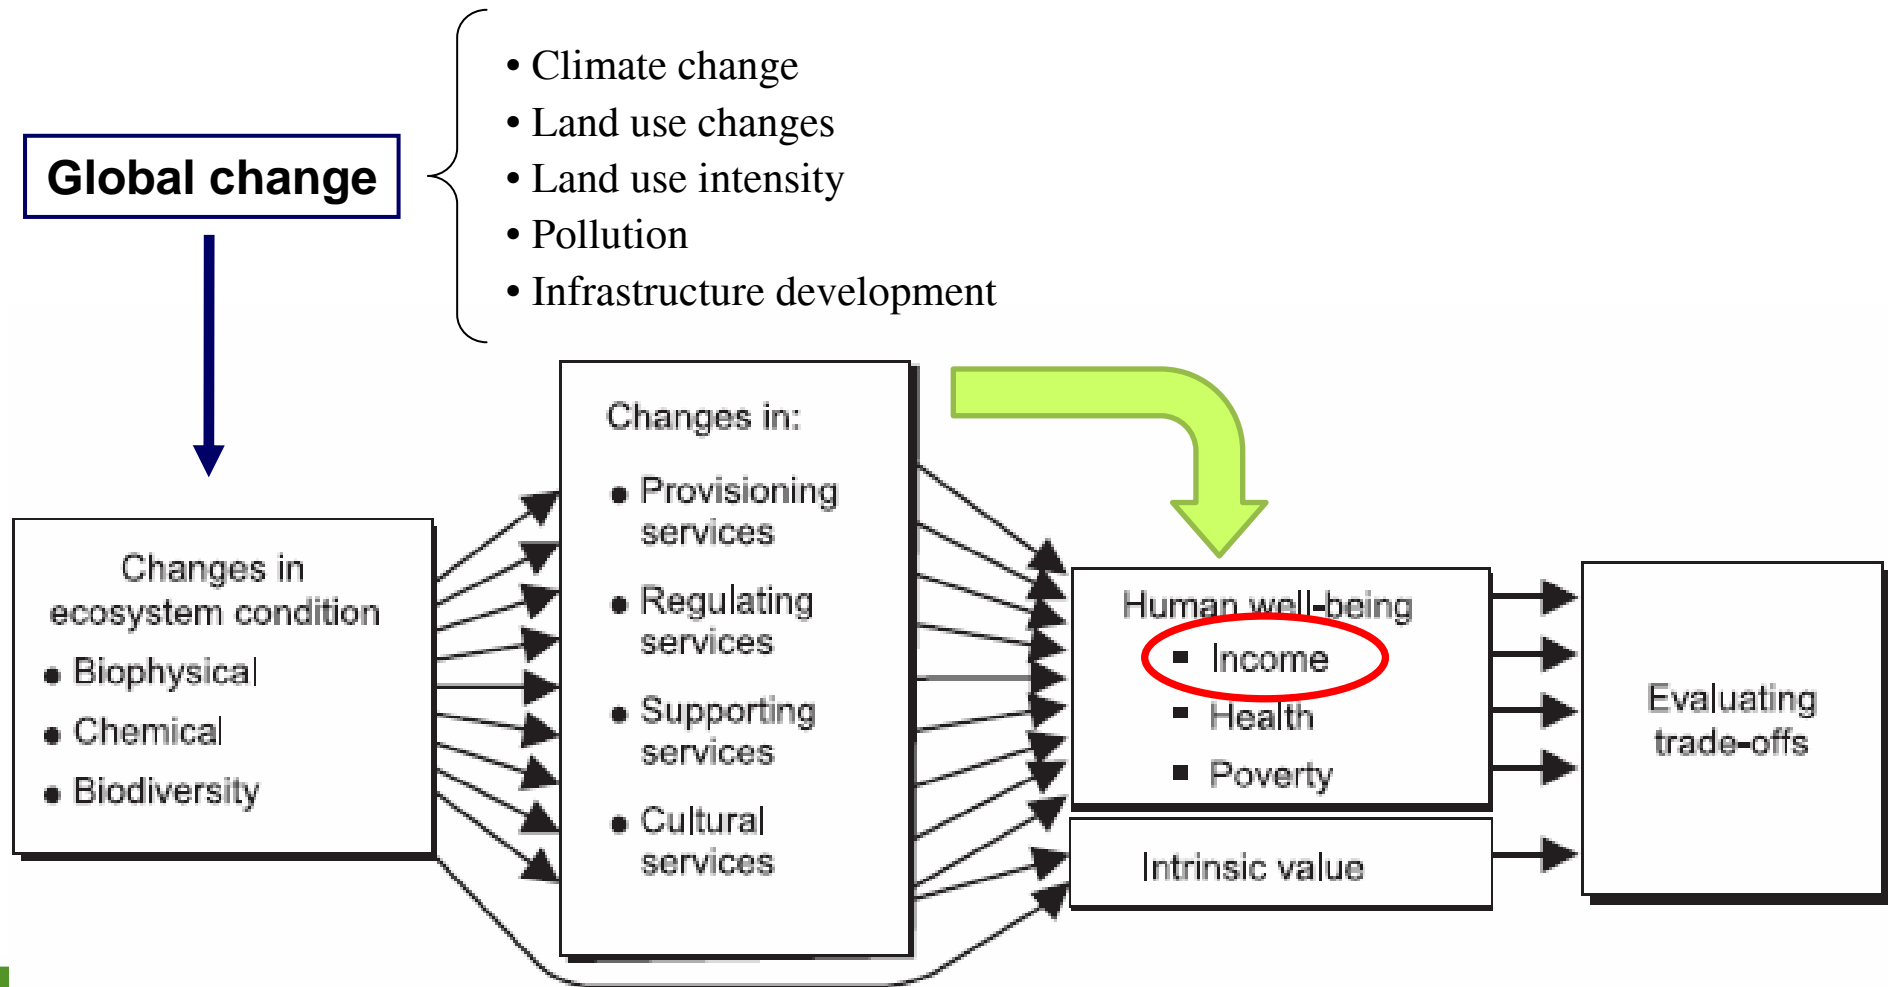 • Climate change
• Land use changes
Global change
• Land use intensity
• Pollution
• Infrastructure development
Changes in:
• Provisioning
services
• Regulating
services
• Supporting
services
• Cultural
services
Changes in
ecosystem condition
• Biophysical
• Chemical
• Biodiversity
Human well-being
▪ Income
▪ Health
▪ Poverty
Intrinsic value
Evaluating
trade-offs